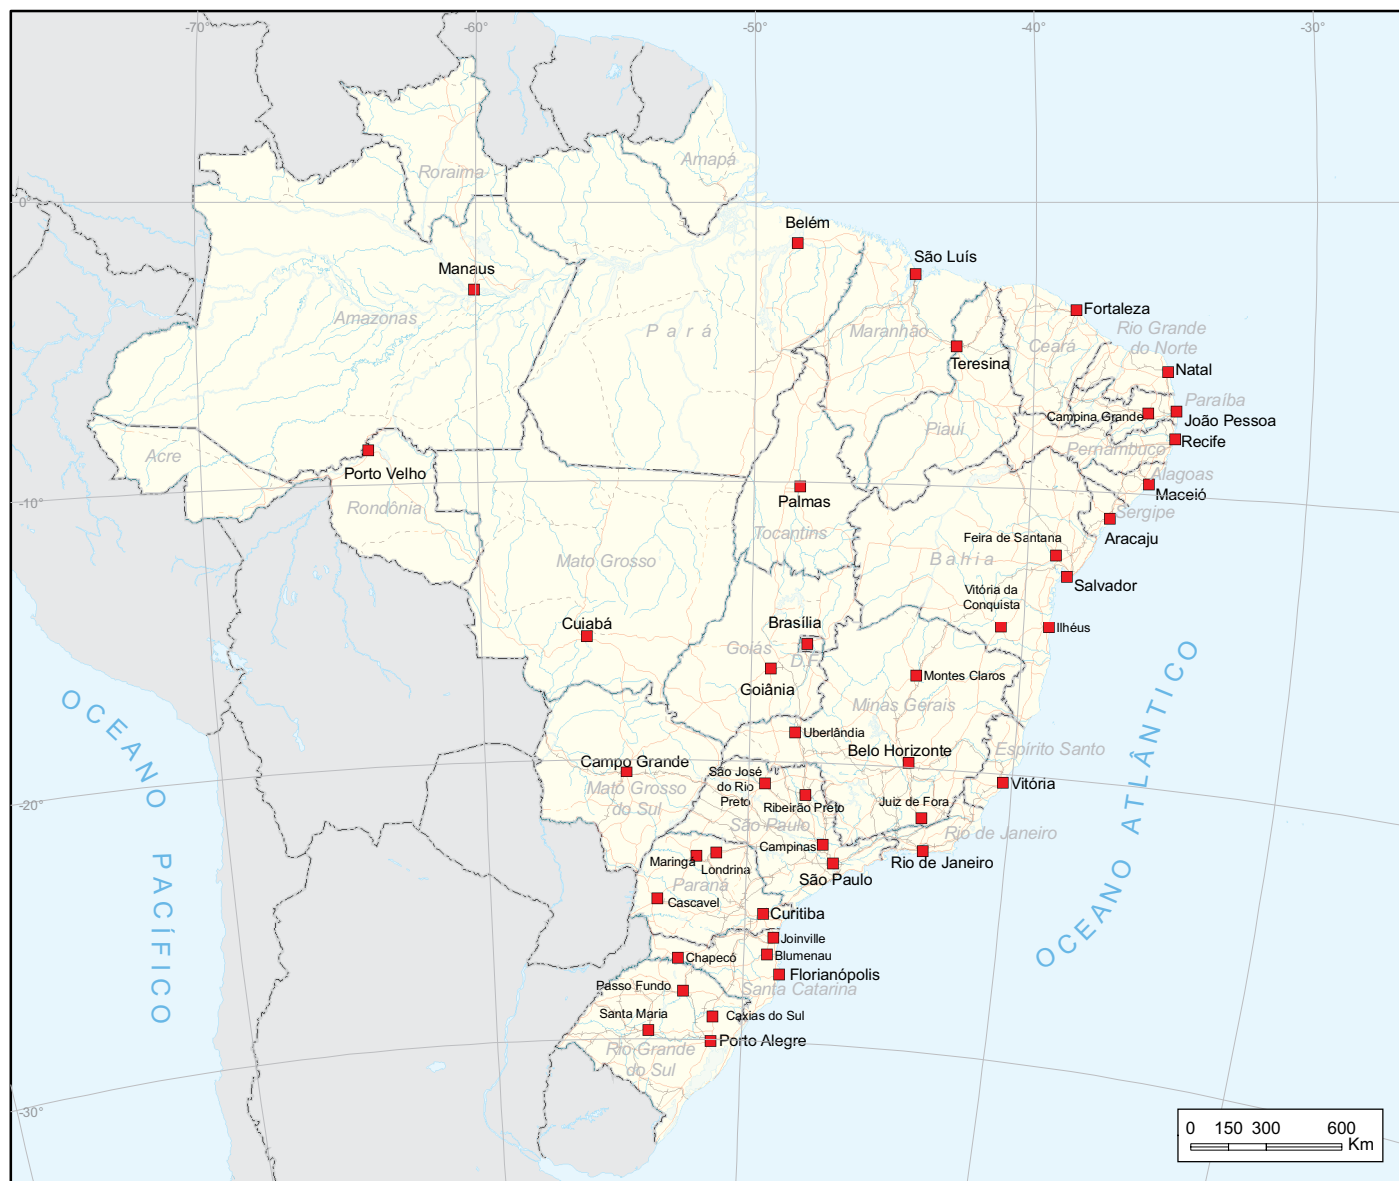 -70°
-60°
-50°
-40°
-30°
Amapá
Roraima
0°
Belém
São Luís
Manaus
Fortaleza
Amazonas
Pará
Maranhão
Rio Grande
do Norte
Ceará
Teresina
Natal
Paraíba
Campina Grande
João Pessoa
Piauí
Recife
Pernambuco
Acre
Porto Velho
Alagoas
Maceió
-10°
Rondônia
Palmas
Sergipe
Tocantins
Aracaju
Feira de Santana
Mato Grosso
Bahia
Salvador
Vitória da
Conquista
Cuiabá
Brasília
Ilhéus
Goiás
D.F.
Goiânia
Montes Claros
Minas Gerais
OCEANO PACÍFICO
OCEANO ATLÂNTICO
Uberlândia
Belo Horizonte
Espírito Santo
Campo Grande
São José
do Rio
Preto
Vitória
Mato Grosso
do Sul
Ribeirão Preto
Juiz de Fora
-20°
São Paulo
Rio de Janeiro
Campinas
Maringá
Londrina
São Paulo
Rio de Janeiro
Paraná
Cascavel
Curitiba
Joinville
Chapecó
Blumenau
Florianópolis
Passo Fundo
Santa Catarina
Santa Maria
Caxias do Sul
Porto Alegre
Rio Grande
do Sul
-30°
0 150 300 600
Km